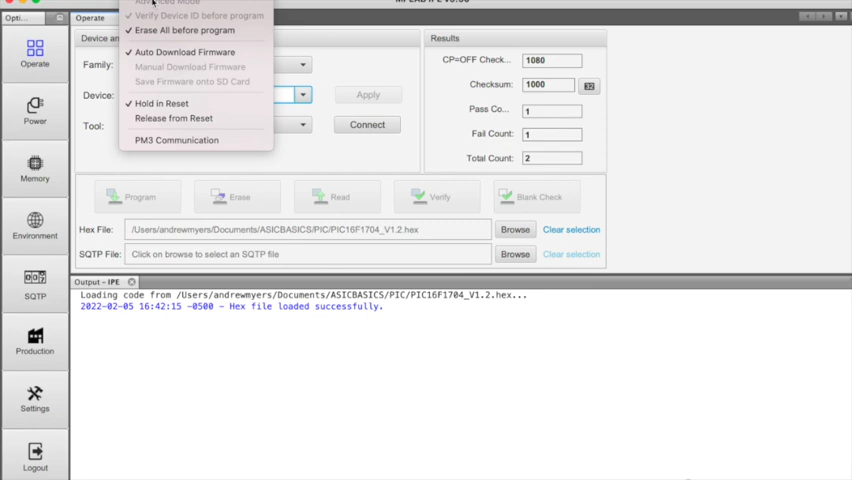 Advanced Mode
MPLAB IPE v5.50
Opti...
Operate
✓ Verify Device ID before program
✓ Erase All before program
✓ Auto Download Firmware
Manual Download Firmware
Save Firmware onto SD Card
✓ Hold in Reset
Release from Reset
PM3 Communication
Operate
Power
Memory
Environment
SQTP
Production
Settings
Logout
Device an
Family:
Device:
Apply
Tool:
Connect
Results
CP=OFF Check... 1080
Checksum: 1000
32
Pass Co... 1
Fail Count: 1
Total Count: 2
Program
Erase
Read
Verify
Blank Check
Hex File: /Users/andrewmyers/Documents/ASICBASICS/PIC/PIC16F1704_V1.2.hex Browse Clear selection
SQTP File: Click on browse to select an SQTP file Browse Clear selection
Output - IPE
Loading code from /Users/andrewmyers/Documents/ASICBASICS/PIC/PIC16F1704_V1.2.hex...
2022-02-05 16:42:15 -0500 - Hex file loaded successfully.